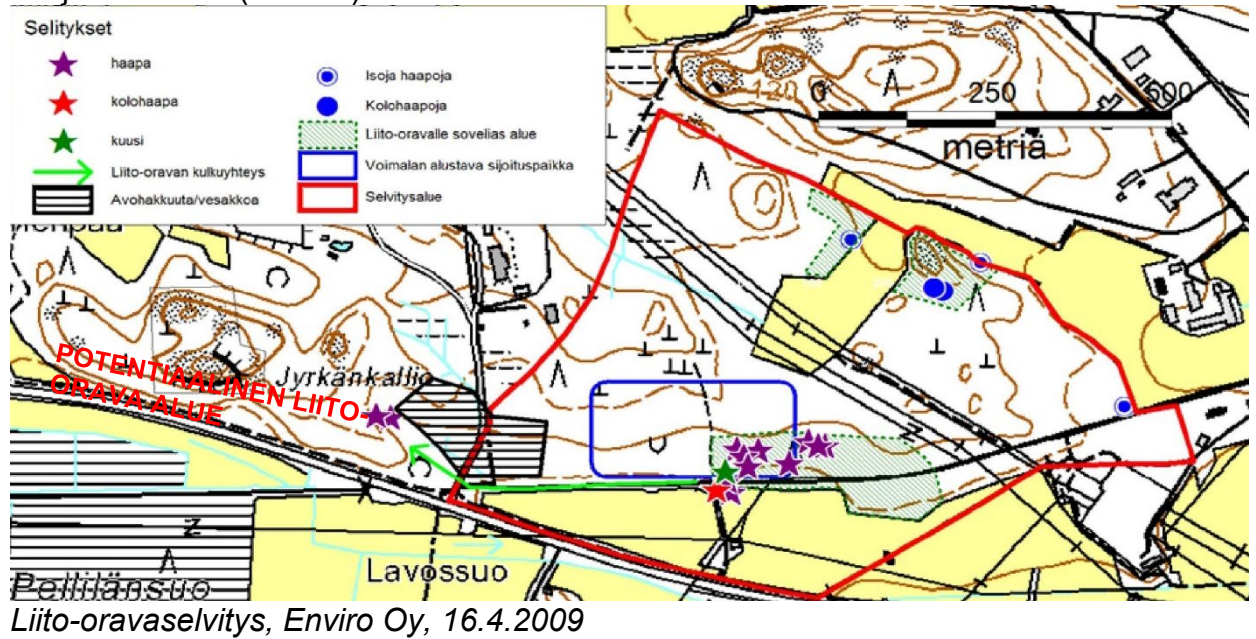 Selitykset
haapa
kolohaapa
kuusi
Liito-oravan kulkuyhteys
Avohakkuuta/vesakkoa
Isoja haapoja
Kolohaapoja
Liito-oravalle sovelias alue
Voimalan alustava sijoituspaikka
Selvitysalue
120
0 250 500
metriä
POTENTIAALINEN LIITO-
ORAVA ALUE
Jyrkänkallio
Z
Z
Lavossuo
Pellilänsuo
Liito-oravaselvitys, Enviro Oy, 16.4.2009